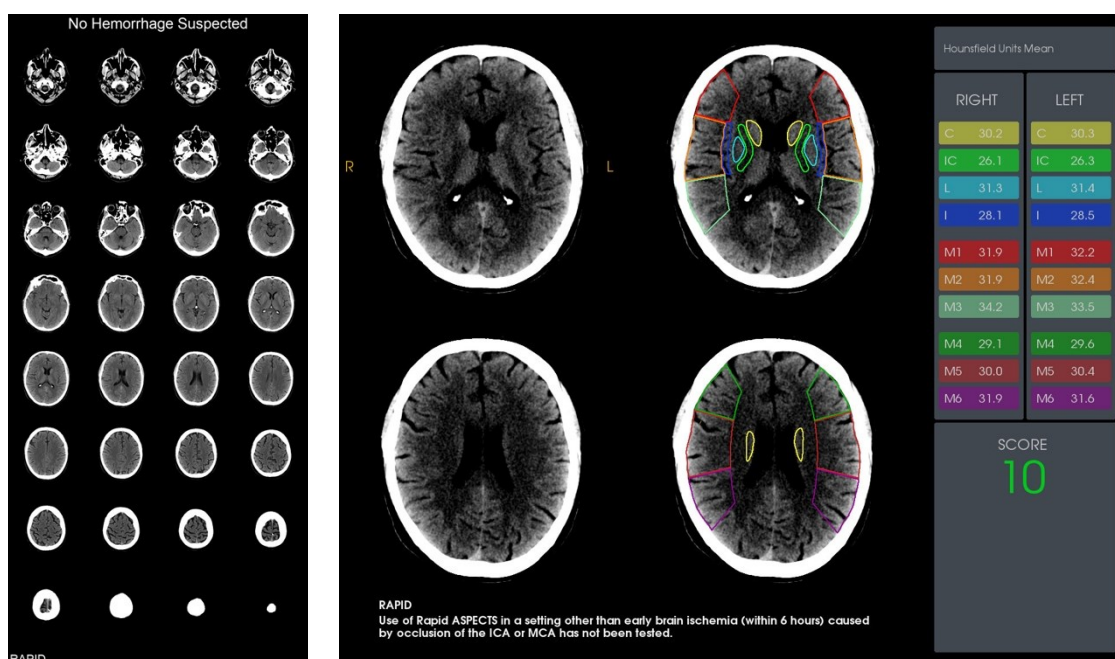 No Hemorrhage Suspected
RAPID
R
L
RAPID
Use of Rapid ASPECTS in a setting other than early brain ischemia (within 6 hours) caused
by occlusion of the ICA or MCA has not been tested.
Hounsfield Units Mean
RIGHT LEFT
C 30.2 C 30.3
IC 26.1 IC 26.3
L 31.3 L 31.4
I 28.1 I 28.5
M1 31.9 M1 32.2
M2 31.9 M2 32.4
M3 34.2 M3 33.5
M4 29.1 M4 29.6
M5 30.0 M5 30.4
M6 31.9 M6 31.6
SCORE
10